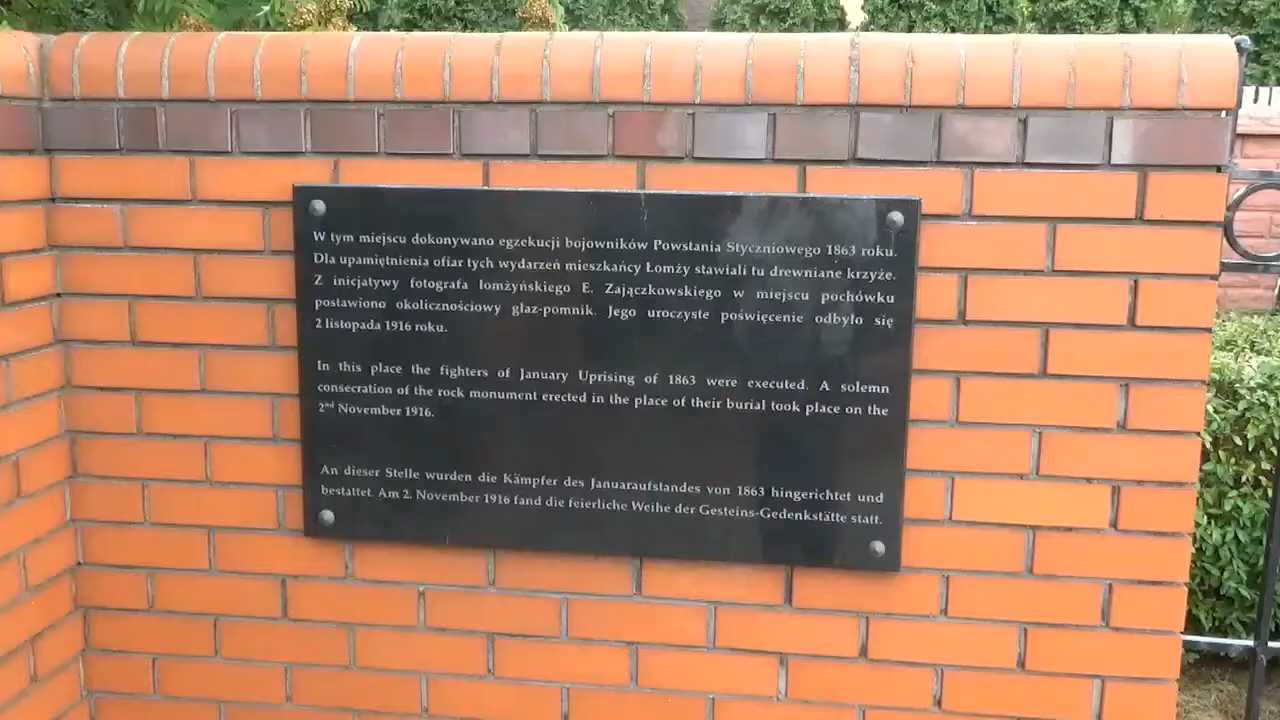 W tym miejscu dokonywano egzekucji bojowników Powstania Styczniowego 1863 roku.
Dla upamiętnienia ofiar tych wydarzeń mieszkańcy Łomży stawiali tu drewniane krzyże.
Z inicjatywy fotografa łomżyńskiego E. Zajączkowskiego w miejscu pochówku
postawiono okolicznościowy głaz-pomnik. Jego uroczyste poświęcenie odbyło się
2 listopada 1916 roku.
In this place the fighters of January Uprising of 1863 were executed. A solemn
consecration of the rock monument erected in the place of their burial took place on the
2nd November 1916.
An dieser Stelle wurden die Kämpfer des Januaraufstandes von 1863 hingerichtet und
bestattet. Am 2. November 1916 fand die feierliche Weihe der Gesteins-Gedenkstätte statt.